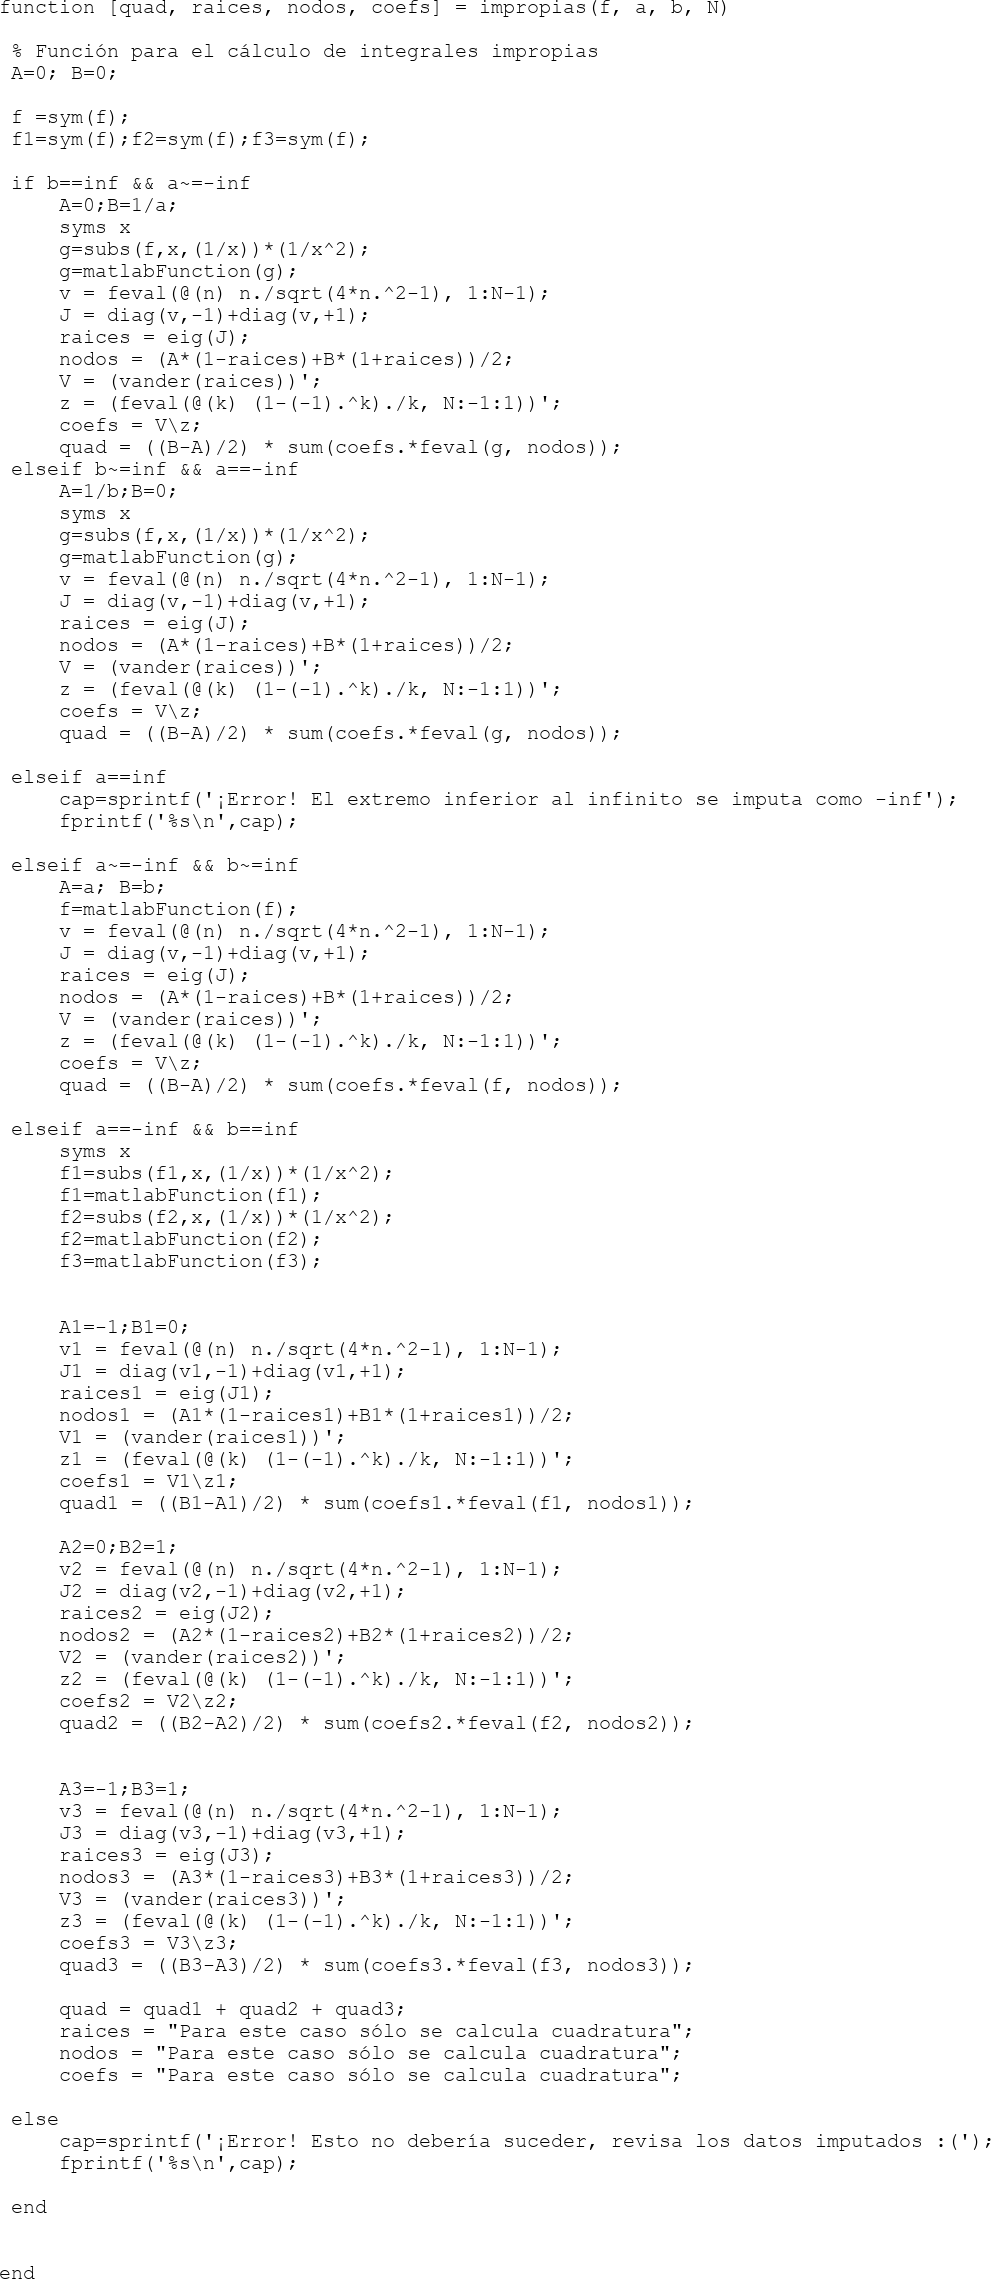 function [quad, raices, nodos, coefs] = impropias(f, a, b, N)

 % Función para el cálculo de integrales impropias
 A=0; B=0;

 f =sym(f);
 f1=sym(f);f2=sym(f);f3=sym(f);

 if b==inf && a~=-inf
     A=0;B=1/a;
     syms x
     g=subs(f,x,(1/x))*(1/x^2);
     g=matlabFunction(g);
     v = feval(@(n) n./sqrt(4*n.^2-1), 1:N-1);
     J = diag(v,-1)+diag(v,+1);
     raices = eig(J);
     nodos = (A*(1-raices)+B*(1+raices))/2;
     V = (vander(raices))';
     z = (feval(@(k) (1-(-1).^k)./k, N:-1:1))';
     coefs = V\z;
     quad = ((B-A)/2) * sum(coefs.*feval(g, nodos));
 elseif b~=inf && a==-inf
     A=1/b;B=0;
     syms x
     g=subs(f,x,(1/x))*(1/x^2);
     g=matlabFunction(g);
     v = feval(@(n) n./sqrt(4*n.^2-1), 1:N-1);
     J = diag(v,-1)+diag(v,+1);
     raices = eig(J);
     nodos = (A*(1-raices)+B*(1+raices))/2;
     V = (vander(raices))';
     z = (feval(@(k) (1-(-1).^k)./k, N:-1:1))';
     coefs = V\z;
     quad = ((B-A)/2) * sum(coefs.*feval(g, nodos));

 elseif a==inf
     cap=sprintf('¡Error! El extremo inferior al infinito se imputa como -inf');
     fprintf('%s\n',cap);

 elseif a~=-inf && b~=inf
     A=a; B=b;
     f=matlabFunction(f);
     v = feval(@(n) n./sqrt(4*n.^2-1), 1:N-1);
     J = diag(v,-1)+diag(v,+1);
     raices = eig(J);
     nodos = (A*(1-raices)+B*(1+raices))/2;
     V = (vander(raices))';
     z = (feval(@(k) (1-(-1).^k)./k, N:-1:1))';
     coefs = V\z;
     quad = ((B-A)/2) * sum(coefs.*feval(f, nodos));

 elseif a==-inf && b==inf
     syms x
     f1=subs(f1,x,(1/x))*(1/x^2);
     f1=matlabFunction(f1);
     f2=subs(f2,x,(1/x))*(1/x^2);
     f2=matlabFunction(f2);
     f3=matlabFunction(f3);

     A1=-1;B1=0;
     v1 = feval(@(n) n./sqrt(4*n.^2-1), 1:N-1);
     J1 = diag(v1,-1)+diag(v1,+1);
     raices1 = eig(J1);
     nodos1 = (A1*(1-raices1)+B1*(1+raices1))/2;
     V1 = (vander(raices1))';
     z1 = (feval(@(k) (1-(-1).^k)./k, N:-1:1))';
     coefs1 = V1\z1;
     quad1 = ((B1-A1)/2) * sum(coefs1.*feval(f1, nodos1));

     A2=0;B2=1;
     v2 = feval(@(n) n./sqrt(4*n.^2-1), 1:N-1);
     J2 = diag(v2,-1)+diag(v2,+1);
     raices2 = eig(J2);
     nodos2 = (A2*(1-raices2)+B2*(1+raices2))/2;
     V2 = (vander(raices2))';
     z2 = (feval(@(k) (1-(-1).^k)./k, N:-1:1))';
     coefs2 = V2\z2;
     quad2 = ((B2-A2)/2) * sum(coefs2.*feval(f2, nodos2));

     A3=-1;B3=1;
     v3 = feval(@(n) n./sqrt(4*n.^2-1), 1:N-1);
     J3 = diag(v3,-1)+diag(v3,+1);
     raices3 = eig(J3);
     nodos3 = (A3*(1-raices3)+B3*(1+raices3))/2;
     V3 = (vander(raices3))';
     z3 = (feval(@(k) (1-(-1).^k)./k, N:-1:1))';
     coefs3 = V3\z3;
     quad3 = ((B3-A3)/2) * sum(coefs3.*feval(f3, nodos3));

     quad = quad1 + quad2 + quad3;
     raices = "Para este caso sólo se calcula cuadratura";
     nodos = "Para este caso sólo se calcula cuadratura";
     coefs = "Para este caso sólo se calcula cuadratura";

 else
     cap=sprintf('¡Error! Esto no debería suceder, revisa los datos imputados :(');
     fprintf('%s\n',cap);

 end

end